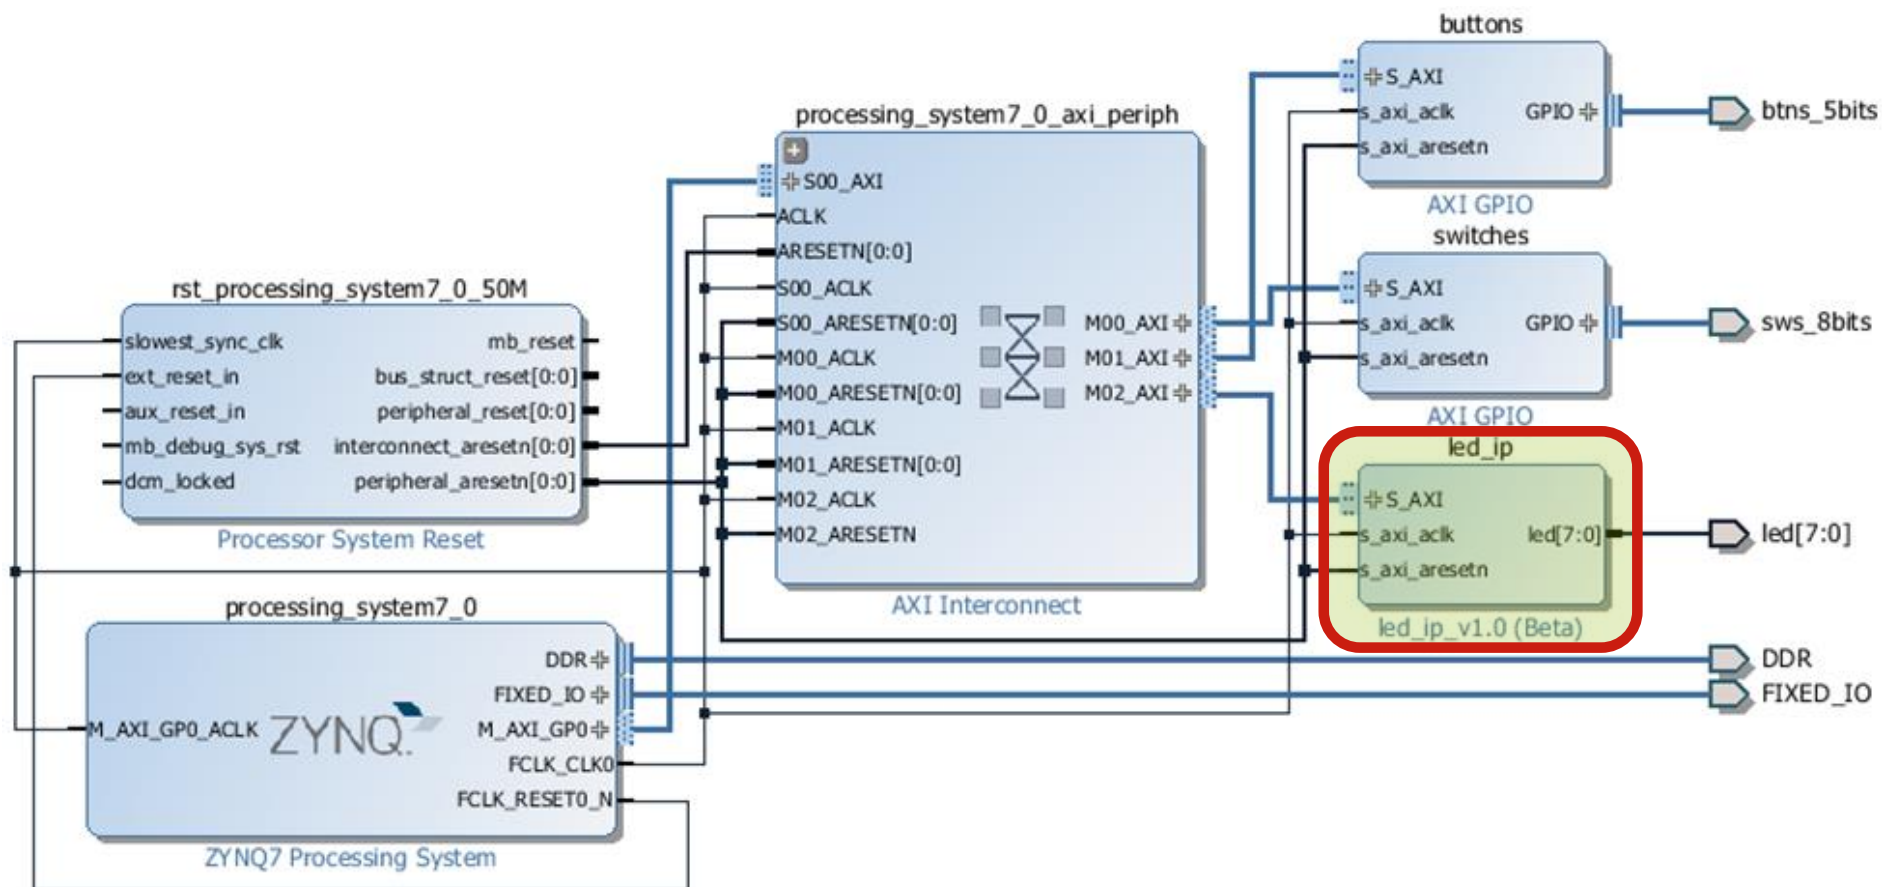 buttons
S_AXI
s_axi_aclk
GPIO
s_axi_aresetn
btns_5bits
AXI GPIO
switches
S_AXI
s_axi_aclk
GPIO
s_axi_aresetn
sws_8bits
AXI GPIO
led_ip
S_AXI
s_axi_aclk
led[7:0]
s_axi_aresetn
led[7:0]
led_ip_v1.0 (Beta)
processing_system7_0_axi_periph
S00_AXI
ACLK
ARESETN[0:0]
S00_ACLK
S00_ARESETN[0:0]
M00_ACLK
M00_ARESETN[0:0]
M01_ACLK
M01_ARESETN[0:0]
M02_ACLK
M02_ARESETN
M00_AXI
M01_AXI
M02_AXI
AXI Interconnect
rst_processing_system7_0_50M
slowest_sync_clk
ext_reset_in
aux_reset_in
mb_debug_sys_rst
dcm_locked
mb_reset
bus_struct_reset[0:0]
peripheral_reset[0:0]
interconnect_aresetn[0:0]
peripheral_aresetn[0:0]
Processor System Reset
processing_system7_0
M_AXI_GP0_ACLK
ZYNQ.
DDR
FIXED_IO
M_AXI_GP0
FCLK_CLK0
FCLK_RESET0_N
ZYNQ7 Processing System
DDR
FIXED_IO